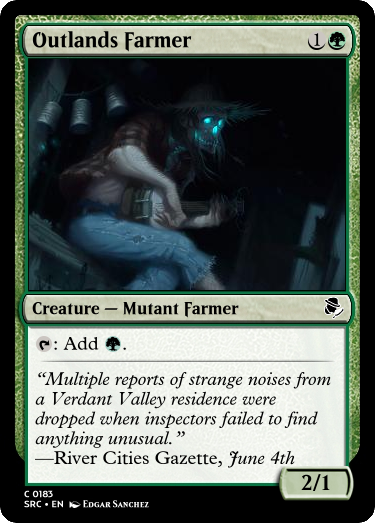 Outlands Farmer 1
Creature — Mutant Farmer
: Add .
“Multiple reports of strange noises from
a Verdant Valley residence were
dropped when inspectors failed to find
anything unusual.”
—River Cities Gazette, June 4th
2/1
C 0183
SRC • EN Edgar Sanchez